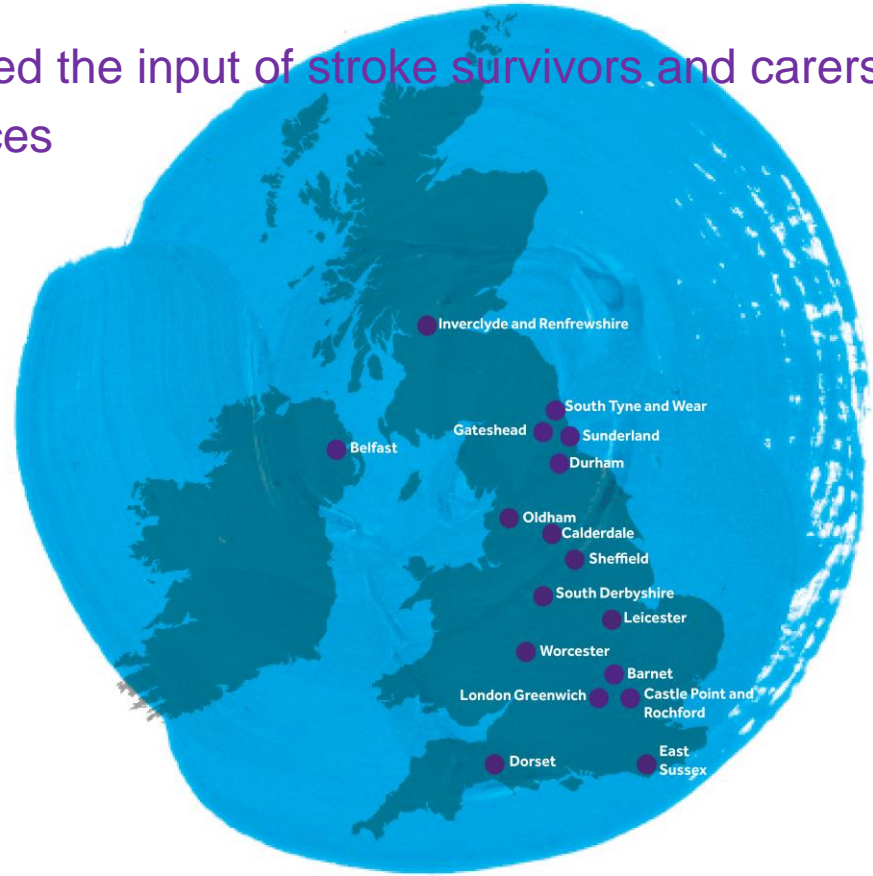 ed the input of stroke survivors and carers
ces
Inverclyde and Renfrewshire
South Tyne and Wear
Gateshead
Sunderland
Belfast
Durham
Oldham
Calderdale
Sheffield
South Derbyshire
Leicester
Worcester
Barnet
London Greenwich
Castle Point and
Rochford
Dorset
East
Sussex